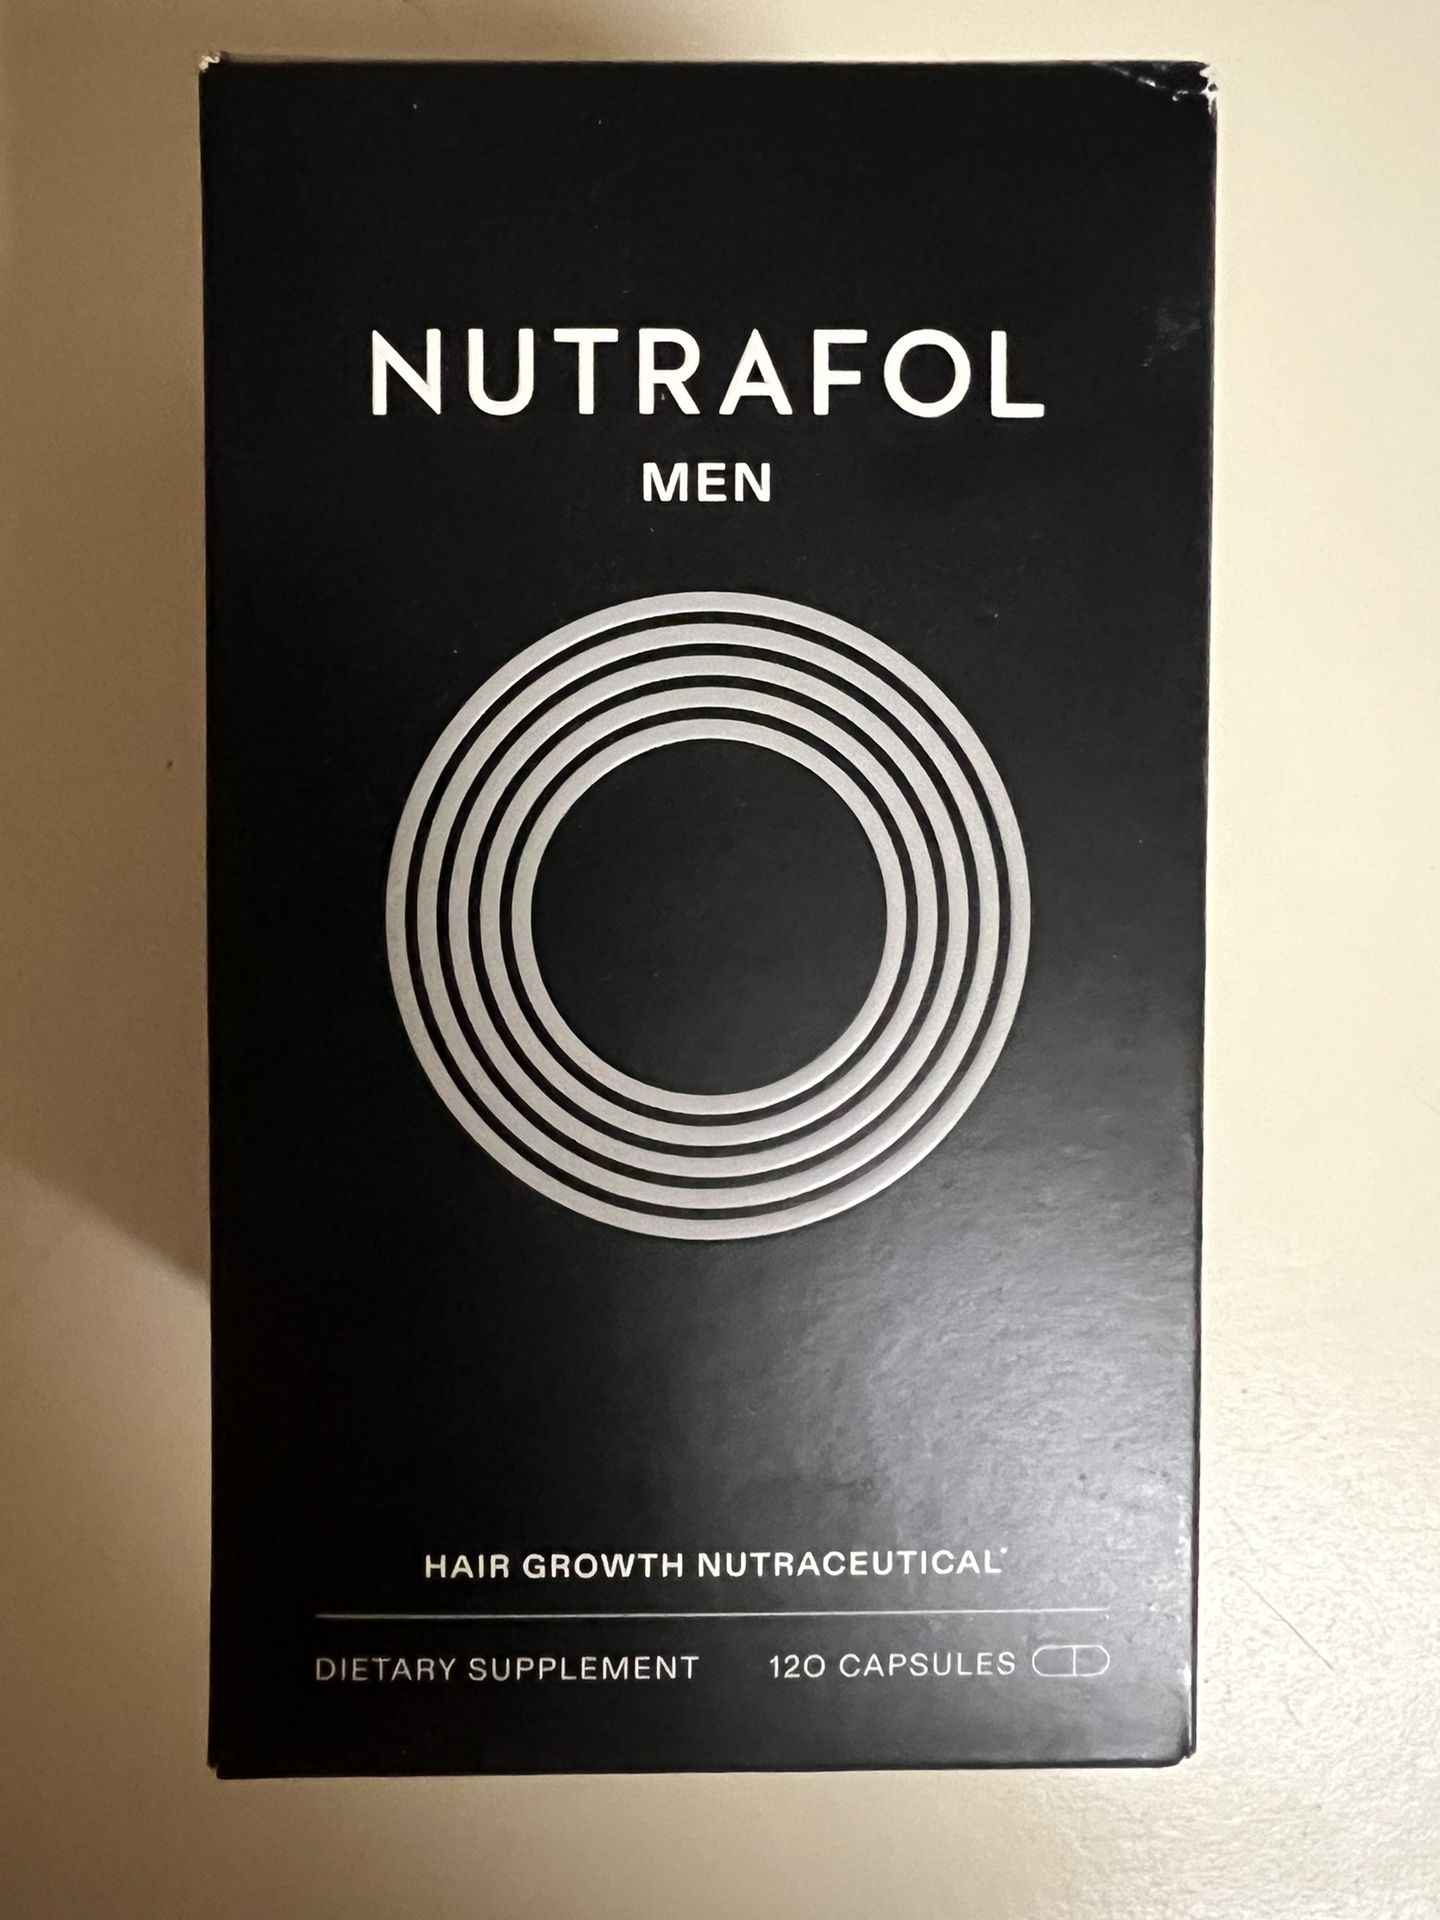 NUTRAFOL
MEN
HAIR GROWTH NUTRACEUTICAL*
DIETARY SUPPLEMENT 120 CAPSULES